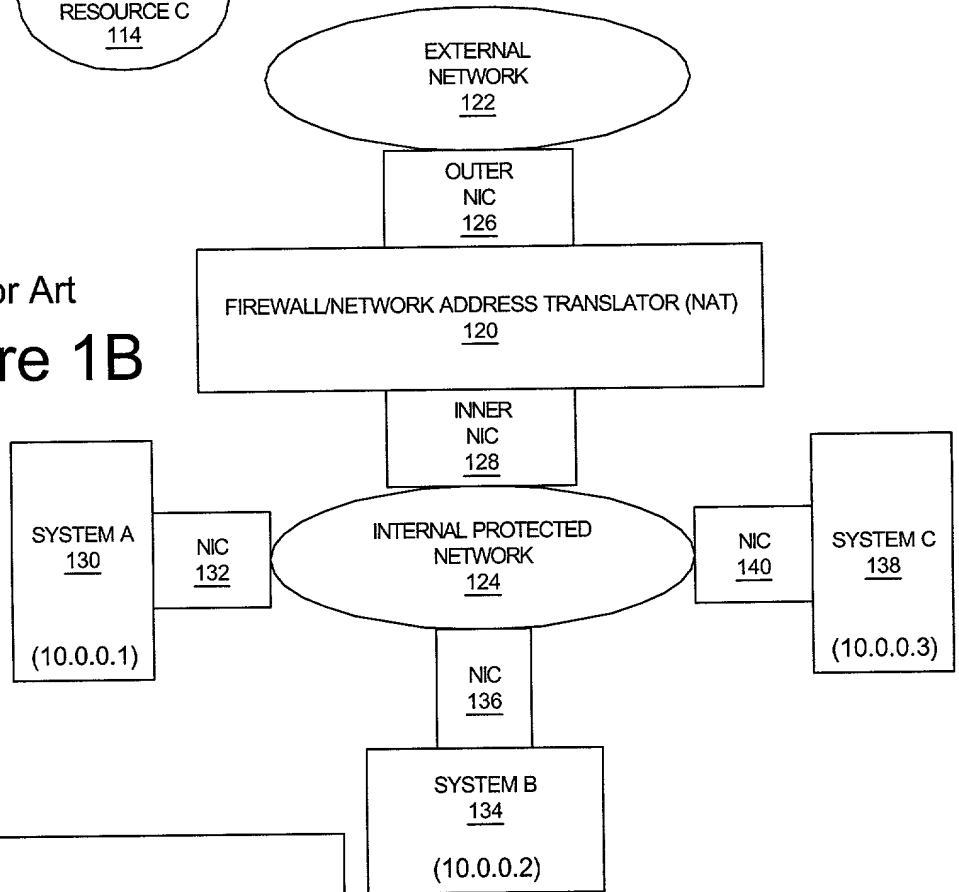 RESOURCE C
114
EXTERNAL
NETWORK
122
OUTER
NIC
126
or Art
FIREWALL/NETWORK ADDRESS TRANSLATOR (NAT)
120
re 1B
INNER
NIC
128
SYSTEM A
130
(10.0.0.1)
NIC
132
INTERNAL PROTECTED
NETWORK
124
NIC
140
SYSTEM C
138
(10.0.0.3)
NIC
136
SYSTEM B
134
(10.0.0.2)